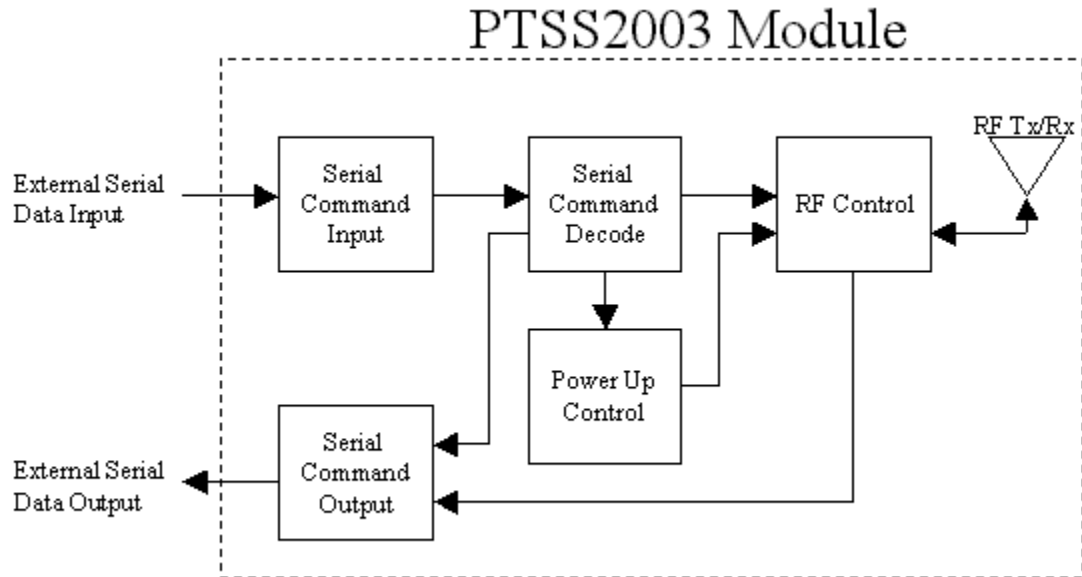 PTSS2003 Module
RF Tx/Rx
External Serial
Data Input
Serial
Command
Input
Serial
Command
Decode
RF Control
Power Up
Control
External Serial
Data Output
Serial
Command
Output